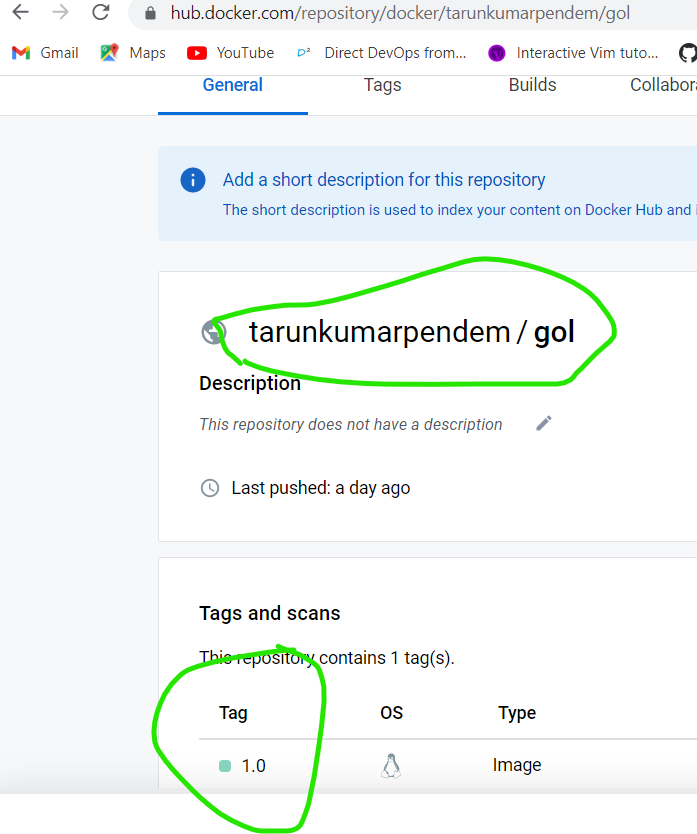 hub.docker.com/repository/docker/tarunkumarpendem/gol
Gmail Maps YouTube D² Direct DevOps from... Interactive Vim tuto...
General Tags Builds Collabora
Add a short description for this repository
The short description is used to index your content on Docker Hub and i
tarunkumarpendem / gol
Description
This repository does not have a description
Last pushed: a day ago
Tags and scans
This repository contains 1 tag(s).
Tag OS Type
1.0 Image